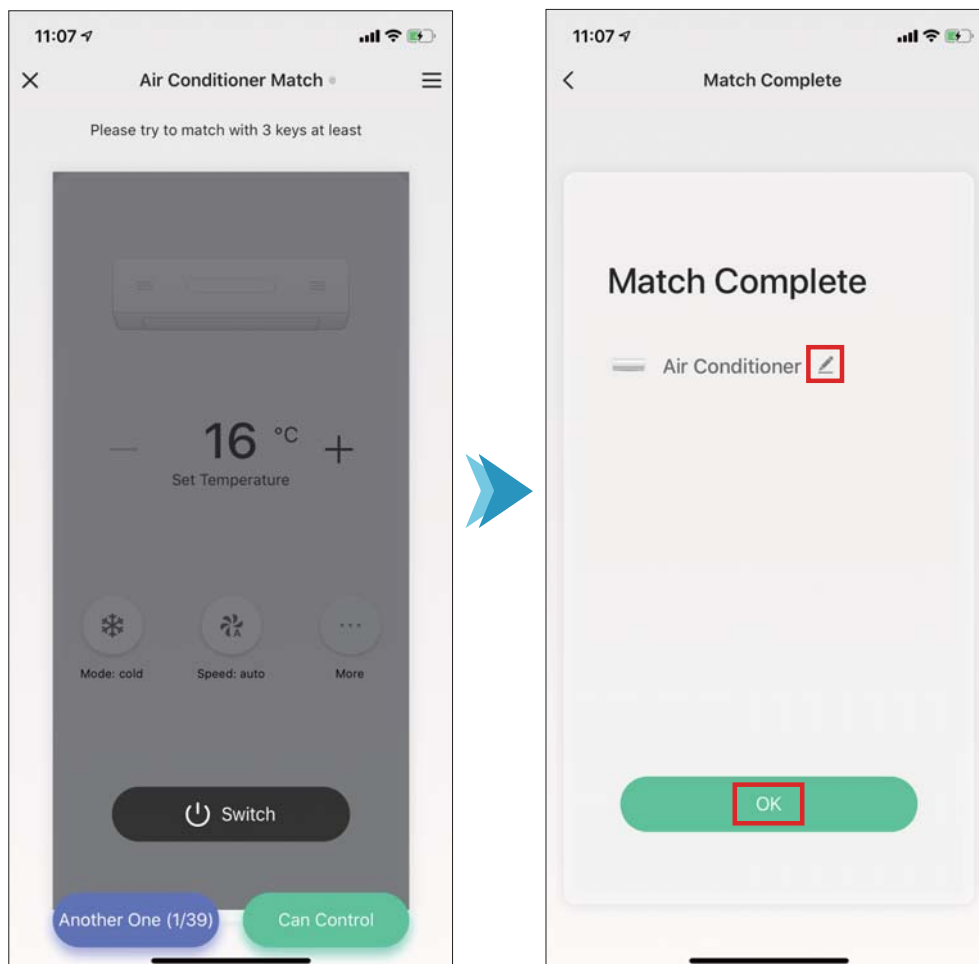 11:07
Air Conditioner Match
Please try to match with 3 keys at least
16 °C
Set Temperature
A
Mode: cold
Speed: auto
More
Switch
Another One (1/39)
Can Control
11:07
Match Complete
Match Complete
Air Conditioner
OK